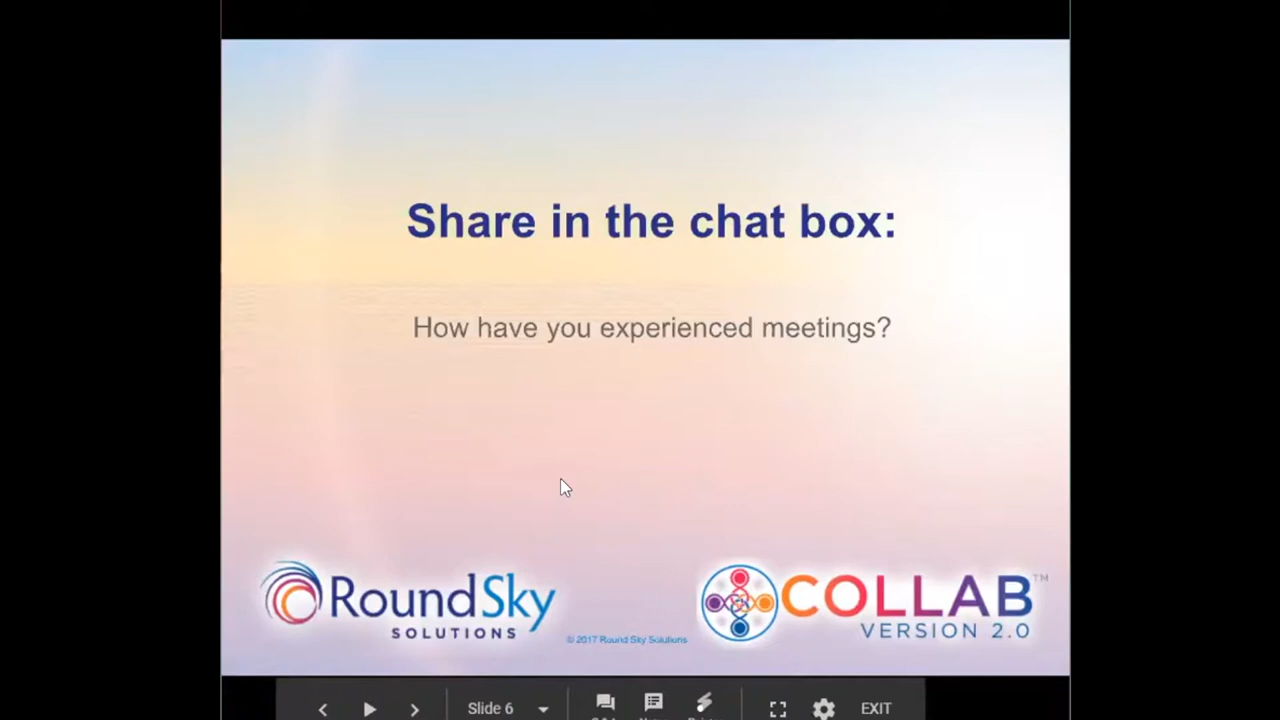 Share in the chat box:
How have you experienced meetings?
RoundSky
SOLUTIONS
© 2017 Round Sky Solutions
COLLAB™
VERSION 2.0
Slide 6
EXIT